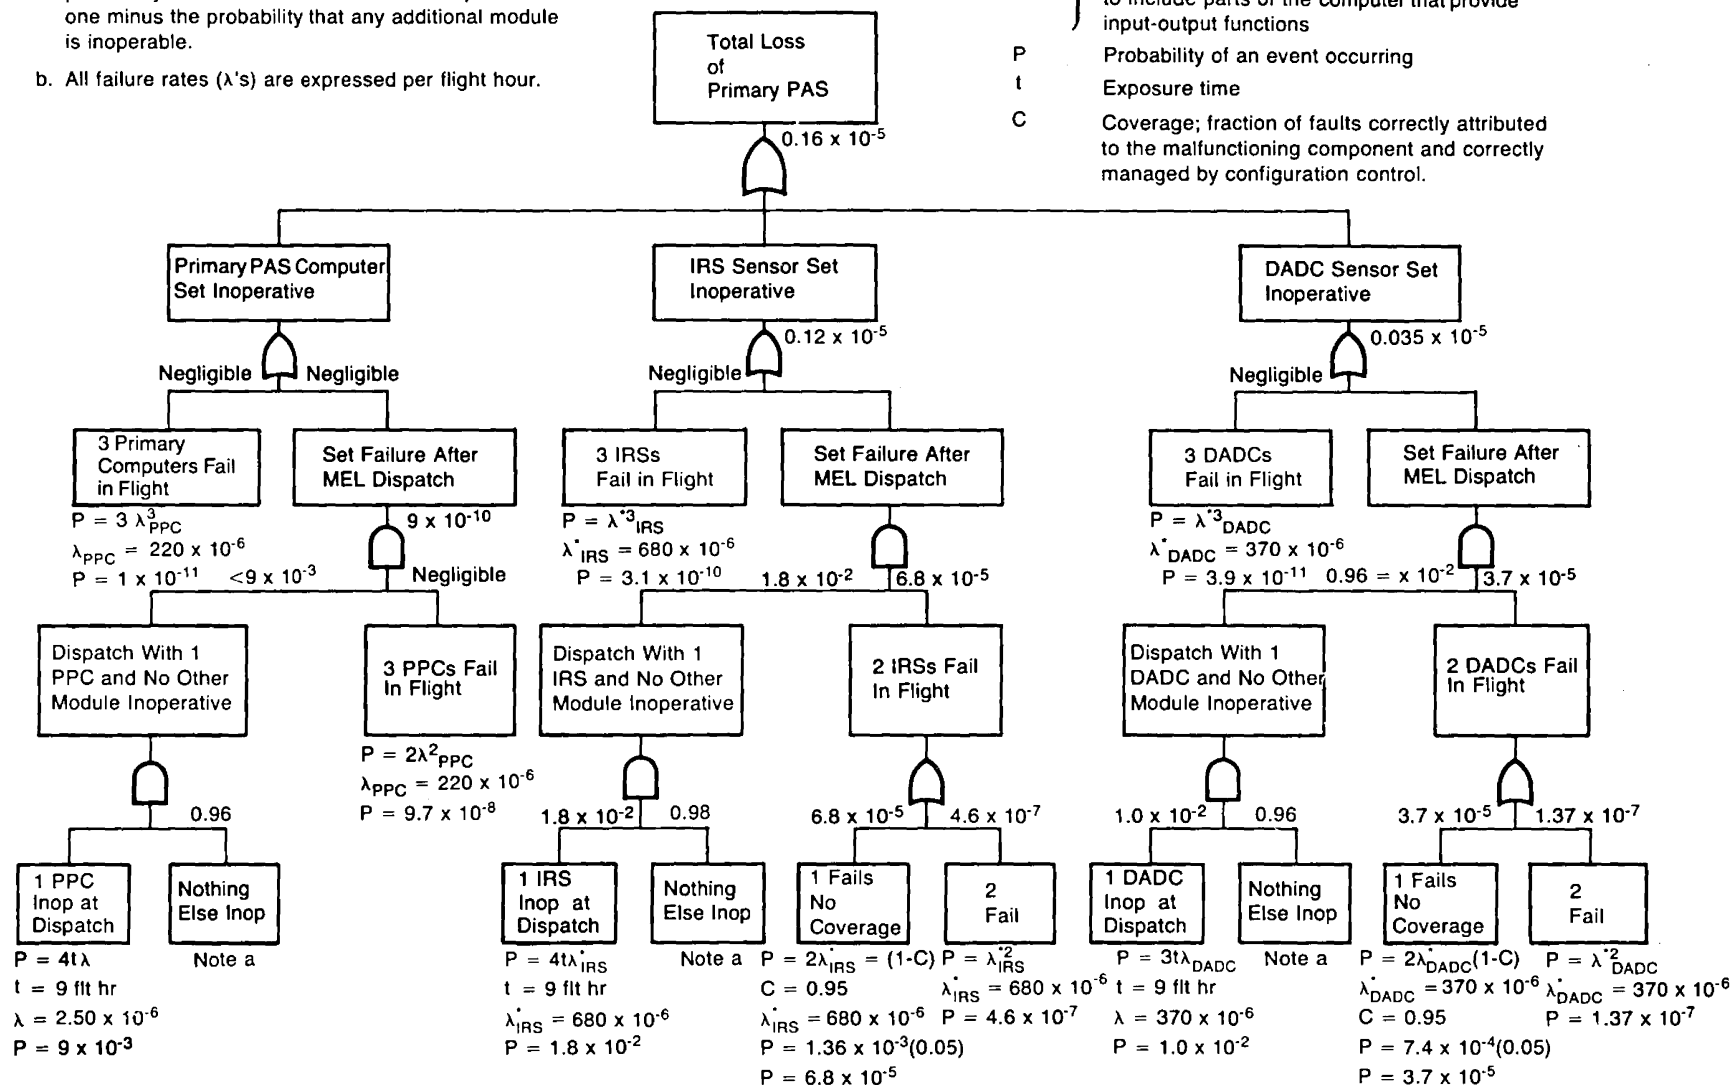 one minus the probability that any additional module
is inoperable.
b. All failure rates (λ's) are expressed per flight hour.
to include parts of the computer that provide
input-output functions
P Probability of an event occurring
t Exposure time
C Coverage; fraction of faults correctly attributed
to the malfunctioning component and correctly
managed by configuration control.
Total Loss
of
Primary PAS
0.16 x 10⁻⁵
Primary PAS Computer
Set Inoperative
IRS Sensor Set
Inoperative
0.12 x 10⁻⁵
DADC Sensor Set
Inoperative
0.035 x 10⁻⁵
Negligible
Negligible
Negligible
Negligible
3 Primary
Computers Fail
in Flight
P = 3 λ³PPC
λPPC = 220 x 10⁻⁶
P = 1 x 10⁻¹¹
Set Failure After
MEL Dispatch
9 x 10⁻¹⁰
<9 x 10⁻³
Negligible
3 IRSs
Fail in Flight
P = λ*³IRS
λ*IRS = 680 x 10⁻⁶
P = 3.1 x 10⁻¹⁰
Set Failure After
MEL Dispatch
1.8 x 10⁻²
6.8 x 10⁻⁵
3 DADCs
Fail in Flight
P = λ*³DADC
λ*DADC = 370 x 10⁻⁶
P = 3.9 x 10⁻¹¹
Set Failure After
MEL Dispatch
0.96 = x 10⁻²
3.7 x 10⁻⁵
Dispatch With 1
PPC and No Other
Module Inoperative
3 PPCs Fail
In Flight
P = 2λ²PPC
λPPC = 220 x 10⁻⁶
P = 9.7 x 10⁻⁸
Dispatch With 1
IRS and No Other
Module Inoperative
2 IRSs Fail
In Flight
Dispatch With 1
DADC and No Other
Module Inoperative
2 DADCs Fail
In Flight
0.96
1.8 x 10⁻²
0.98
6.8 x 10⁻⁵
4.6 x 10⁻⁷
1.0 x 10⁻²
0.96
3.7 x 10⁻⁵
1.37 x 10⁻⁷
1 PPC
Inop at
Dispatch
P = 4tλ
t = 9 flt hr
λ = 2.50 x 10⁻⁶
P = 9 x 10⁻³
Nothing
Else Inop
Note a
1 IRS
Inop at
Dispatch
P = 4tλ*IRS
t = 9 flt hr
λ*IRS = 680 x 10⁻⁶
P = 1.8 x 10⁻²
Nothing
Else Inop
Note a
1 Fails
No
Coverage
P = 2λ*IRS = (1-C)
C = 0.95
λ*IRS = 680 x 10⁻⁶
P = 1.36 x 10⁻³(0.05)
P = 6.8 x 10⁻⁵
2
Fail
P = λ*²IRS
λ*IRS = 680 x 10⁻⁶
P = 4.6 x 10⁻⁷
1 DADC
Inop at
Dispatch
P = 3tλDADC
t = 9 flt hr
λ = 370 x 10⁻⁶
P = 1.0 x 10⁻²
Nothing
Else Inop
Note a
1 Fails
No
Coverage
P = 2λ*DADC(1-C)
λ*DADC = 370 x 10⁻⁶
C = 0.95
P = 7.4 x 10⁻⁴(0.05)
P = 3.7 x 10⁻⁵
2
Fail
P = λ*²DADC
λ*DADC = 370 x 10⁻⁶
P = 1.37 x 10⁻⁷